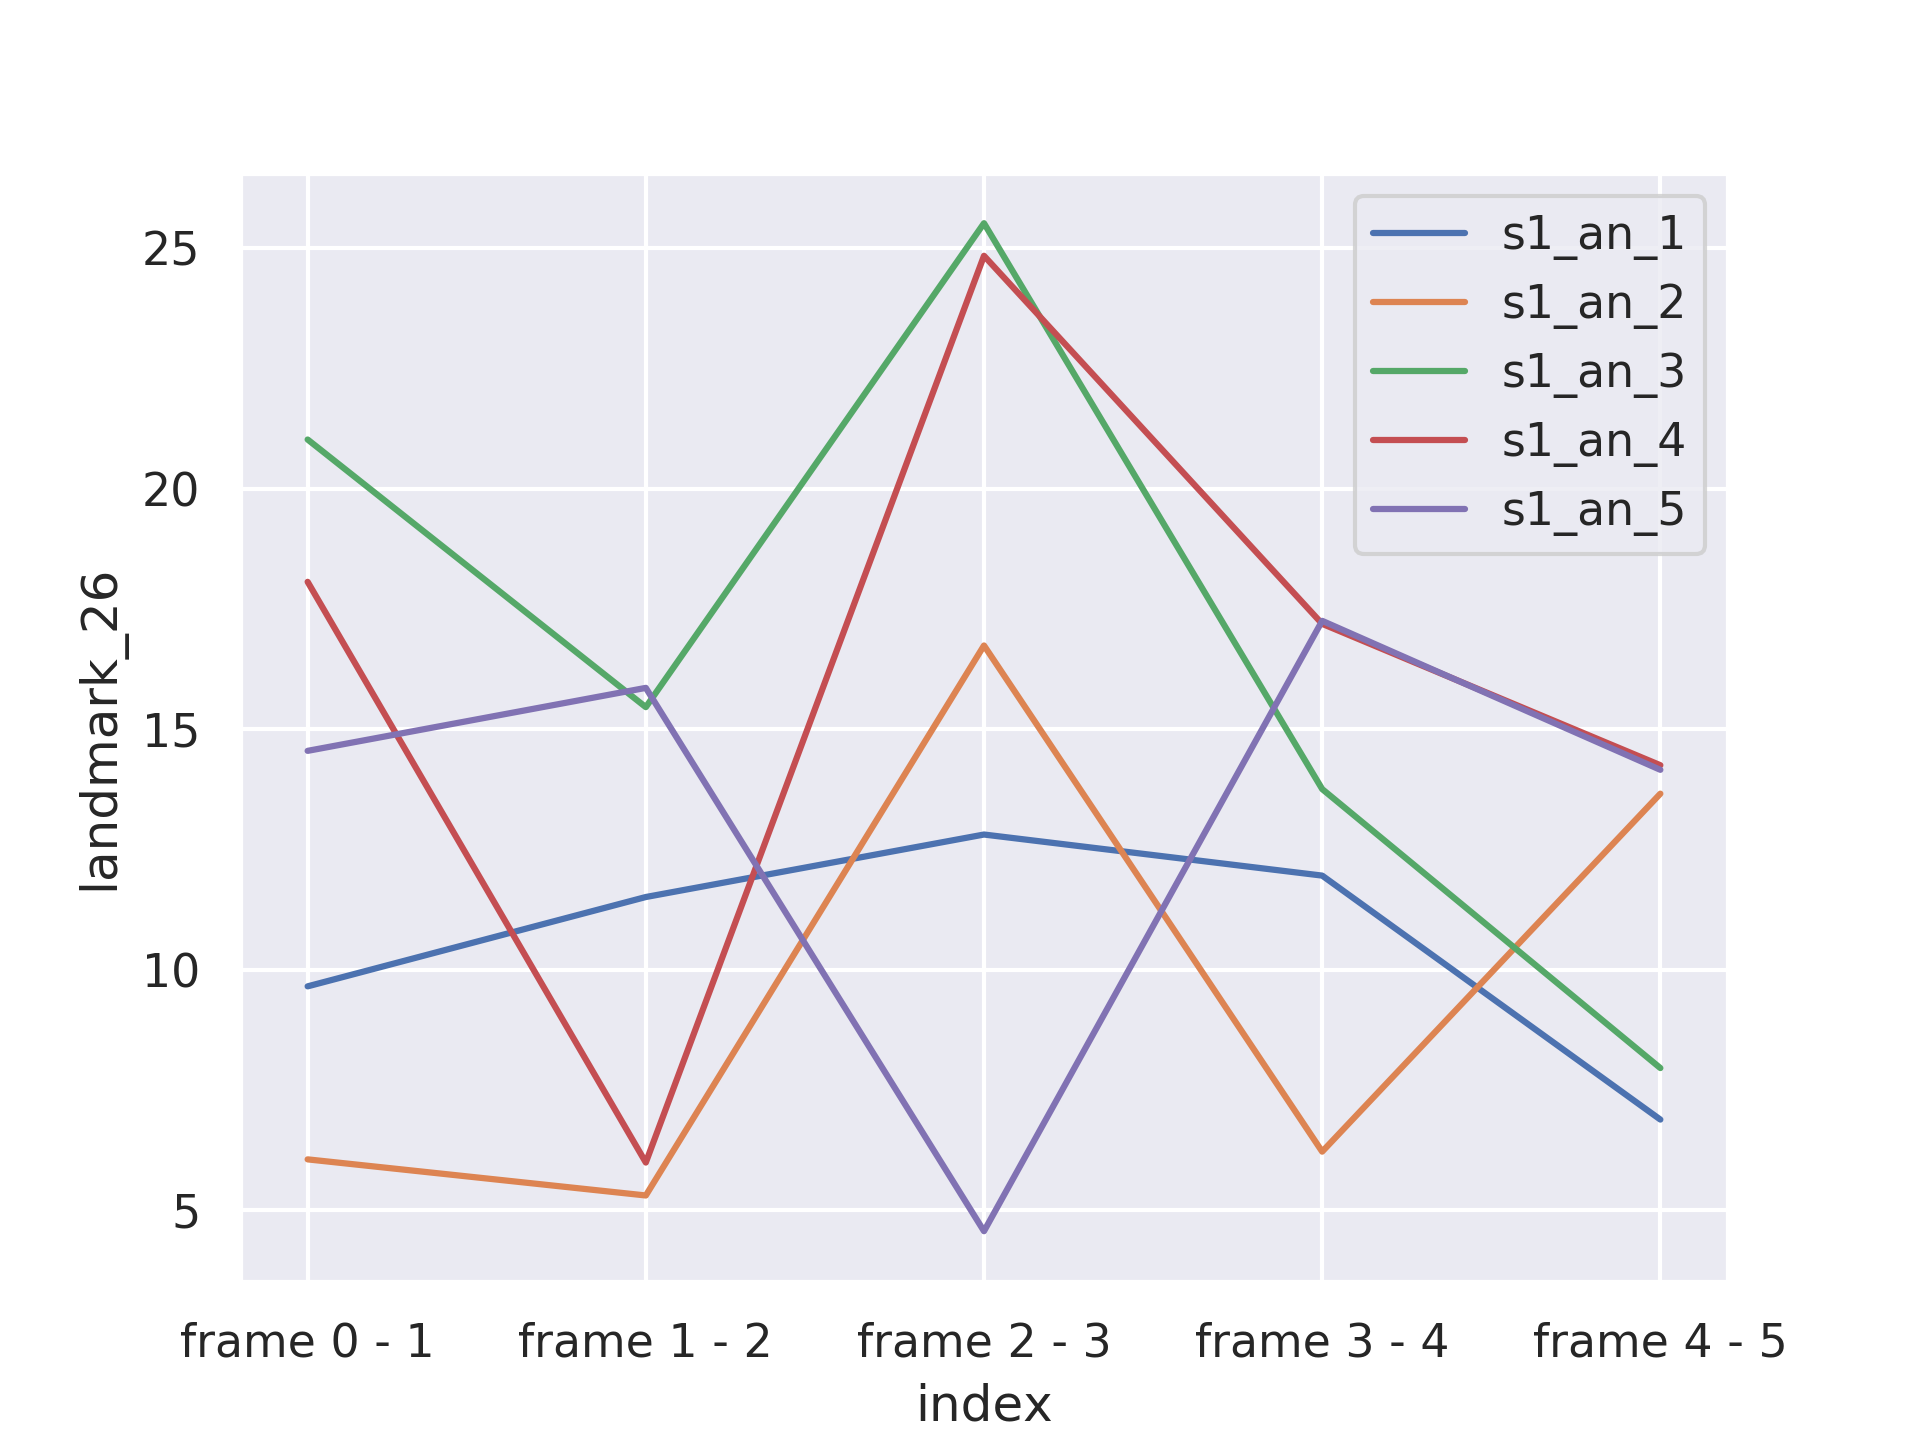 s1_an_1
s1_an_2
s1_an_3
s1_an_4
s1_an_5
25
20
15
10
5
landmark_26
frame 0 - 1 frame 1 - 2 frame 2 - 3 frame 3 - 4 frame 4 - 5
index